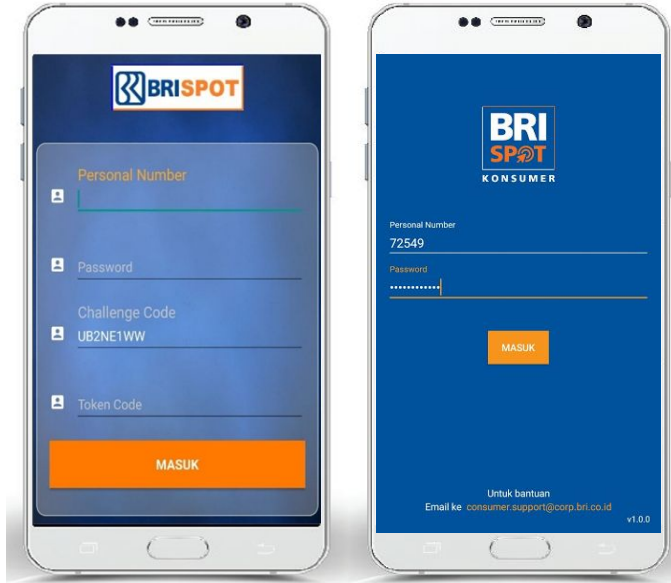 BRISPOT
Personal Number
Password
Challenge Code
UB2NE1WW
Token Code
MASUK
BRI
SPOT
KONSUMER
Personal Number
72549
Password
MASUK
Untuk bantuan
Email ke consumer.support@corp.bri.co.id
v1.0.0